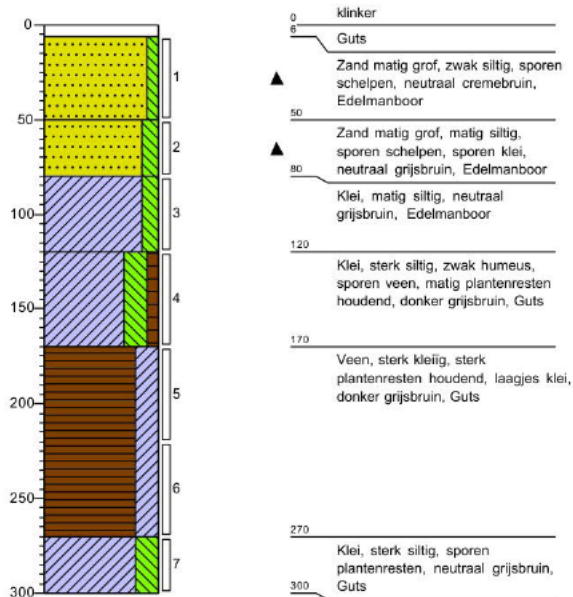 0
klinker
6
Guts
Zand matig grof, zwak siltig, sporen
schelpen, neutraal cremebruin,
Edelmanboor
50
Zand matig grof, matig siltig,
sporen schelpen, sporen klei,
neutraal grijsbruin, Edelmanboor
80
Klei, matig siltig, neutraal
grijsbruin, Edelmanboor
120
Klei, sterk siltig, zwak humeus,
sporen veen, matig plantenresten
houdend, donker grijsbruin, Guts
170
Veen, sterk kleiïg, sterk
plantenresten houdend, laagjes klei,
donker grijsbruin, Guts
270
Klei, sterk siltig, sporen
plantenresten, neutraal grijsbruin,
Guts
300
0
50
100
150
200
250
300
1
2
3
4
5
6
7